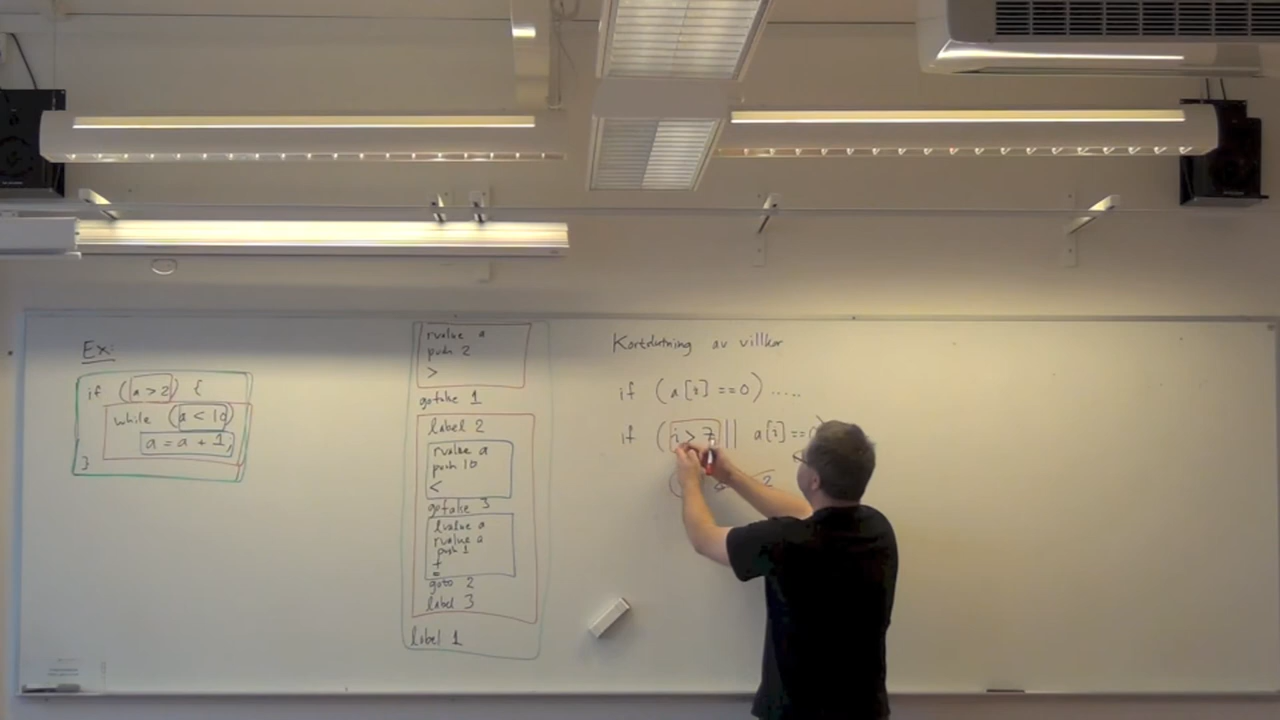 Ex:
if (a > 2) {
while (a < 10)
a = a + 1;
}
rvalue a
push 2
>
gofalse 1
label 2
rvalue a
push 10
<
gofalse 3
lvalue a
rvalue a
push 1
+
=
goto 2
label 3
label 1
Kortslutning av villkor
if (a[i] ==0) .....
if (i > 7 || a[i] ==0
2